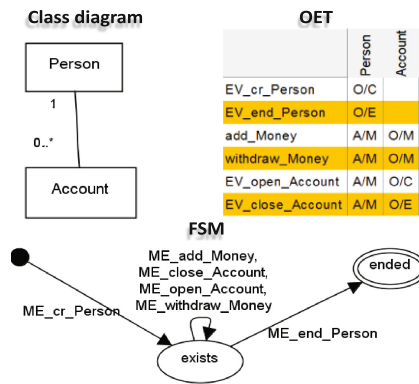 Class diagram
OET
Person
1
0...*
Account
Person Account
EV_cr_Person O/C
EV_end_Person O/E
add_Money A/M O/M
withdraw_Money A/M O/M
EV_open_Account A/M O/C
EV_close_Account A/M O/E
FSM
ME_add_Money,
ME_close_Account,
ME_open_Account,
ME_withdraw_Money
ended
ME_cr_Person
ME_end_Person
exists